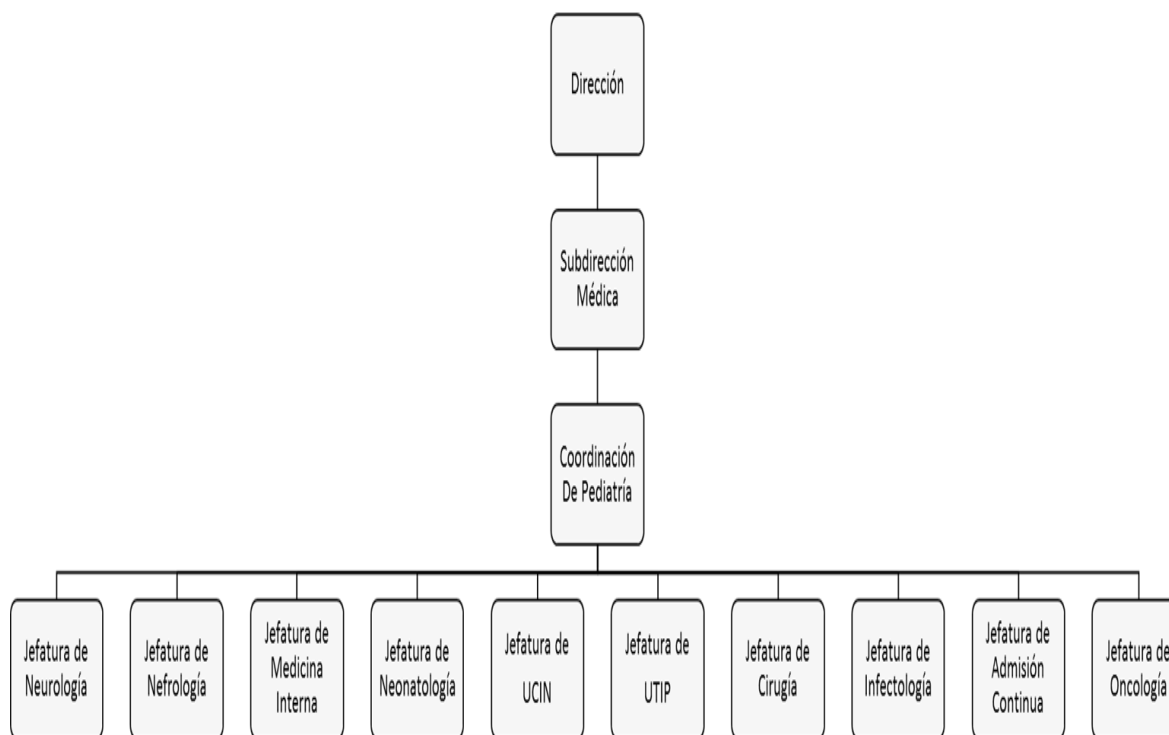 Dirección
Subdirección
Médica
Coordinación
De Pediatría
Jefatura de
Neurología
Jefatura de
Nefrología
Jefatura de
Medicina
Interna
Jefatura de
Neonatología
Jefatura de
UCIN
Jefatura de
UTIP
Jefatura de
Cirugía
Jefatura de
Infectología
Jefatura de
Admisión
Continua
Jefatura de
Oncología